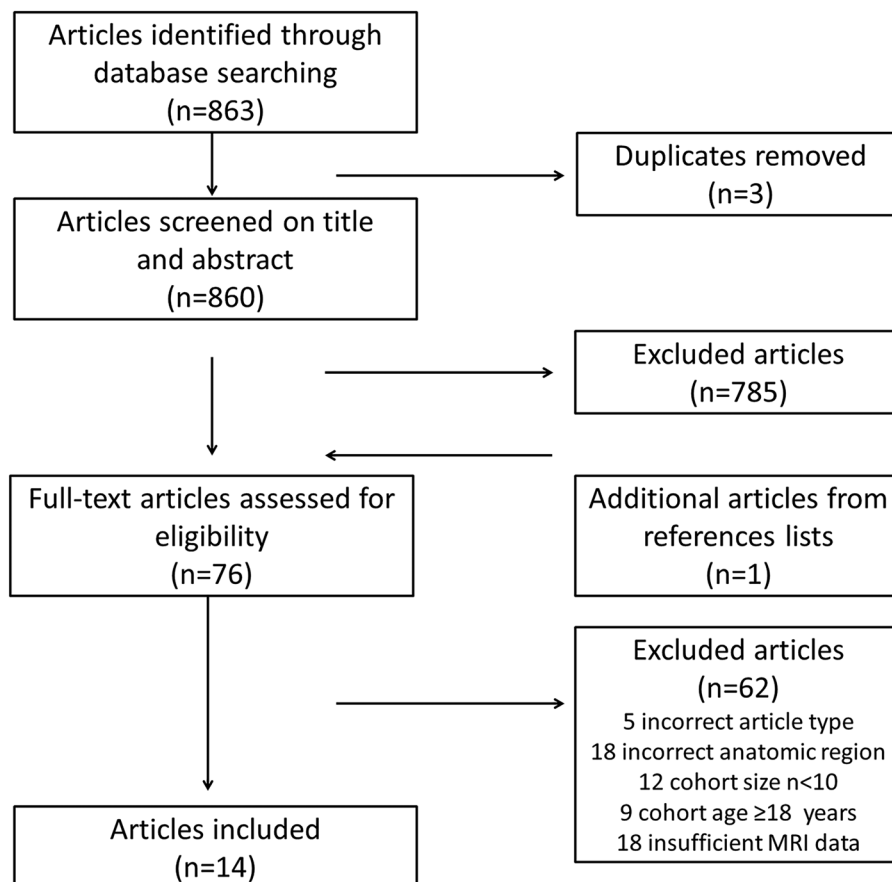 Articles identified through
database searching
(n=863)
Duplicates removed
(n=3)
Articles screened on title
and abstract
(n=860)
Excluded articles
(n=785)
Full-text articles assessed for
eligibility
(n=76)
Additional articles from
references lists
(n=1)
Excluded articles
(n=62)
5 incorrect article type
18 incorrect anatomic region
12 cohort size n<10
9 cohort age ≥18 years
18 insufficient MRI data
Articles included
(n=14)